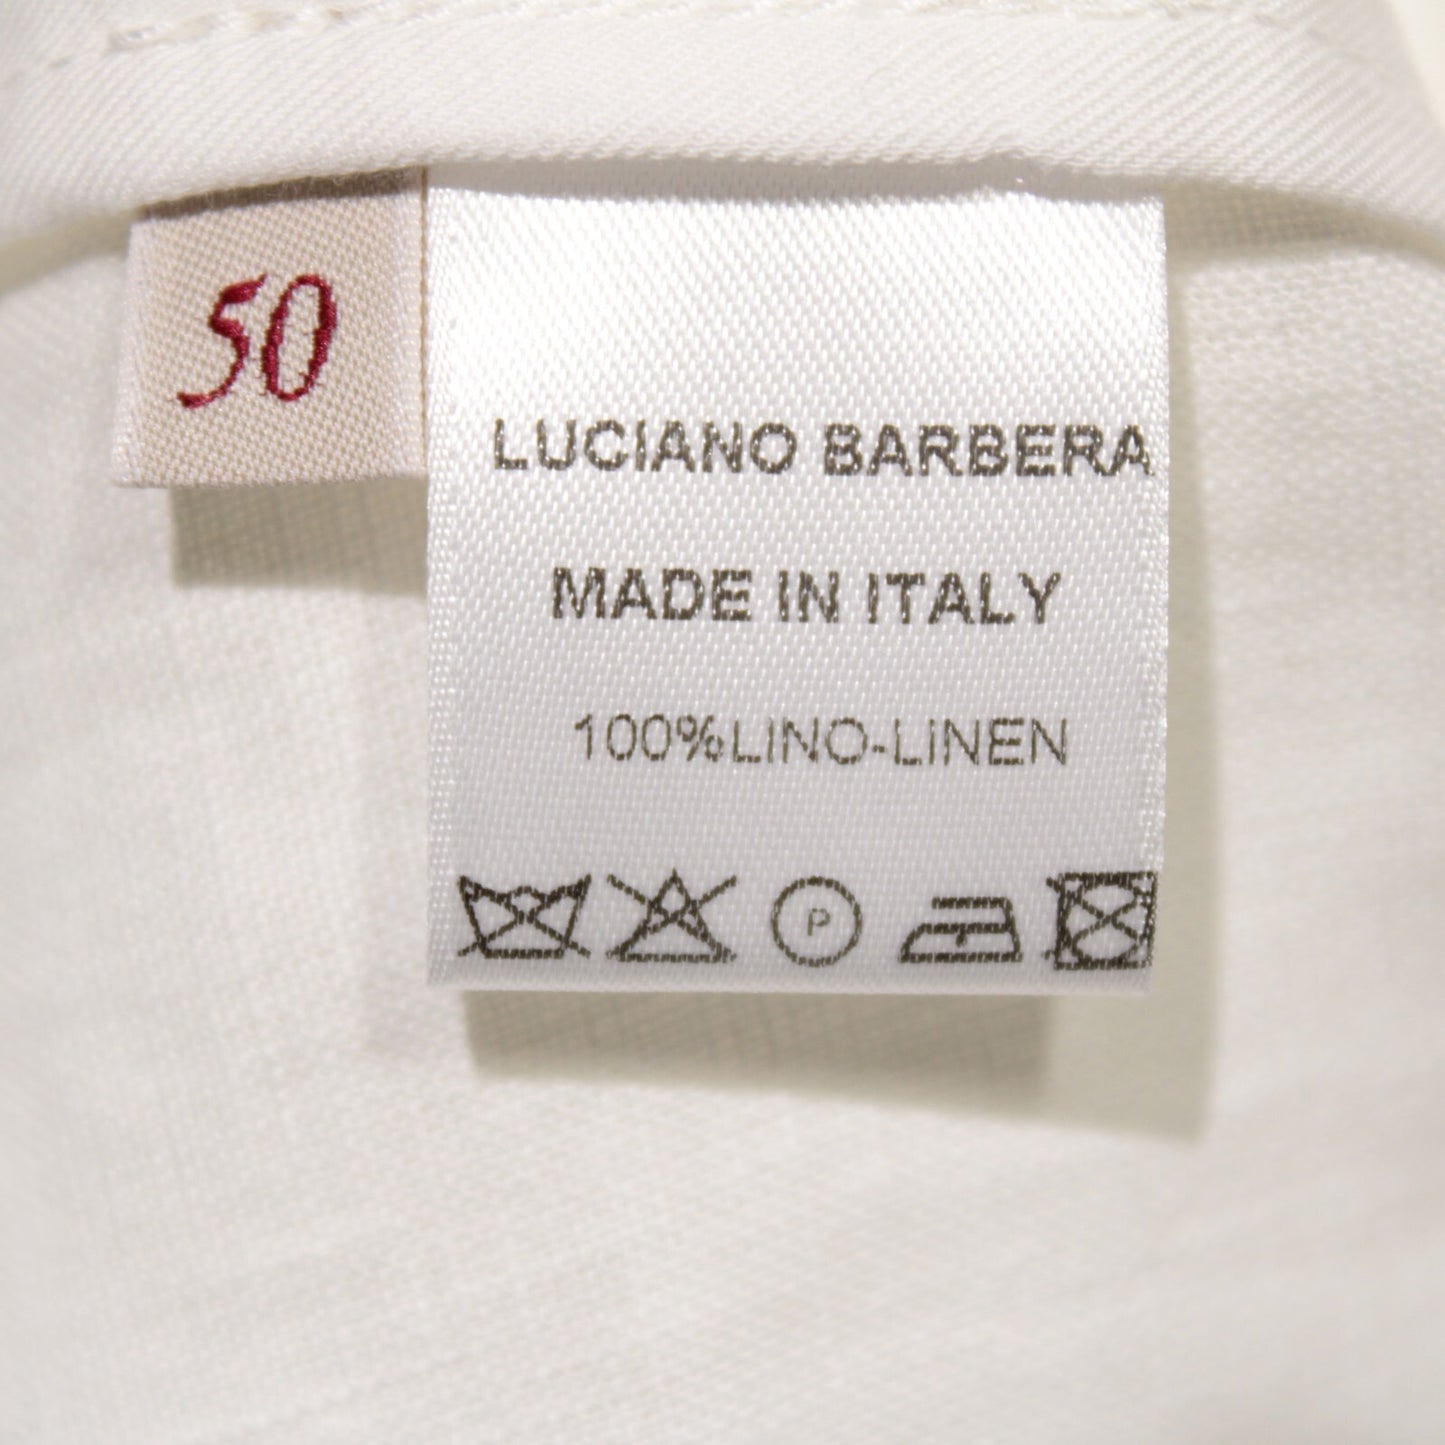 50
LUCIANO BARBERA
MADE IN ITALY
100%LINO-LINEN
P